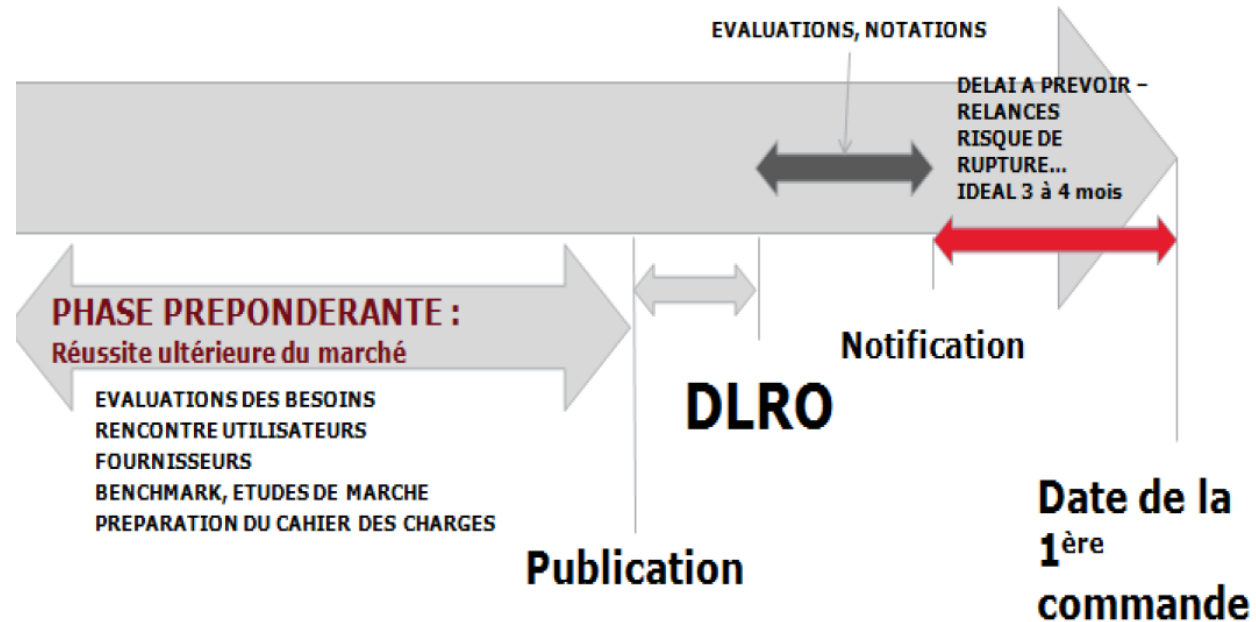 EVALUATIONS, NOTATIONS
DELAI A PREVOIR –
RELANCES
RISQUE DE
RUPTURE...
IDEAL 3 à 4 mois
PHASE PREPONDERANTE :
Réussite ultérieure du marché
EVALUATIONS DES BESOINS
RENCONTRE UTILISATEURS
FOURNISSEURS
BENCHMARK, ETUDES DE MARCHE
PREPARATION DU CAHIER DES CHARGES
Notification
DLRO
Publication
Date de la
1ère
commande